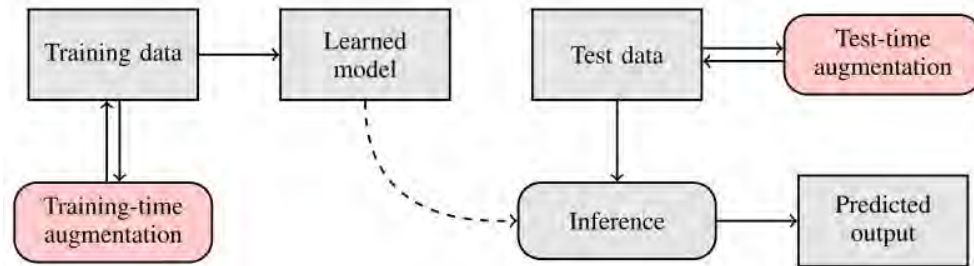 Training data
Learned
model
Test data
Test-time
augmentation
Training-time
augmentation
Inference
Predicted
output